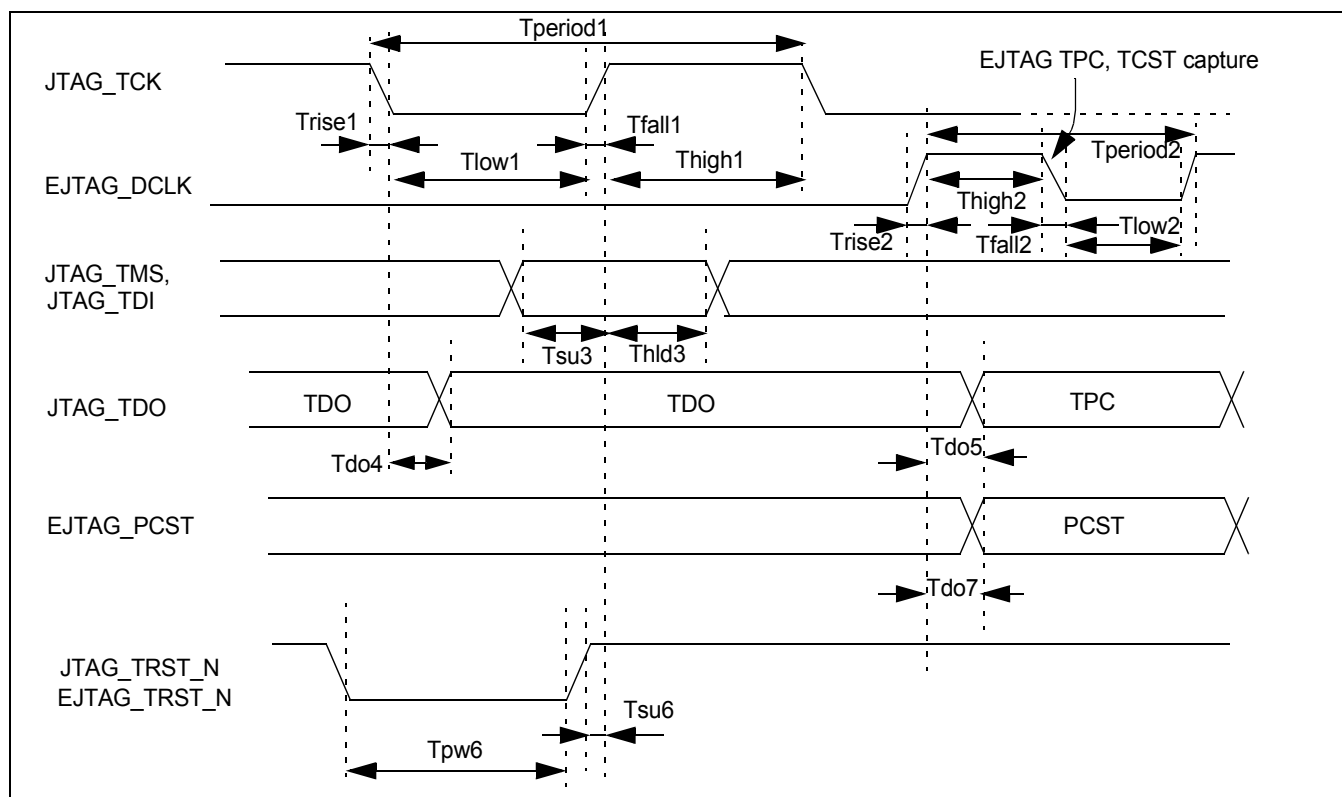 Tperiod1
EJTAG TPC, TCST capture
JTAG_TCK
Trise1
Tfall1
Tperiod2
Tlow1
Thigh1
EJTAG_DCLK
Thigh2
Trise2
Tfall2
Tlow2
JTAG_TMS,
JTAG_TDI
Tsu3
Thld3
JTAG_TDO
TDO
TDO
TPC
Tdo4
Tdo5
EJTAG_PCST
PCST
Tdo7
JTAG_TRST_N
EJTAG_TRST_N
Tsu6
Tpw6